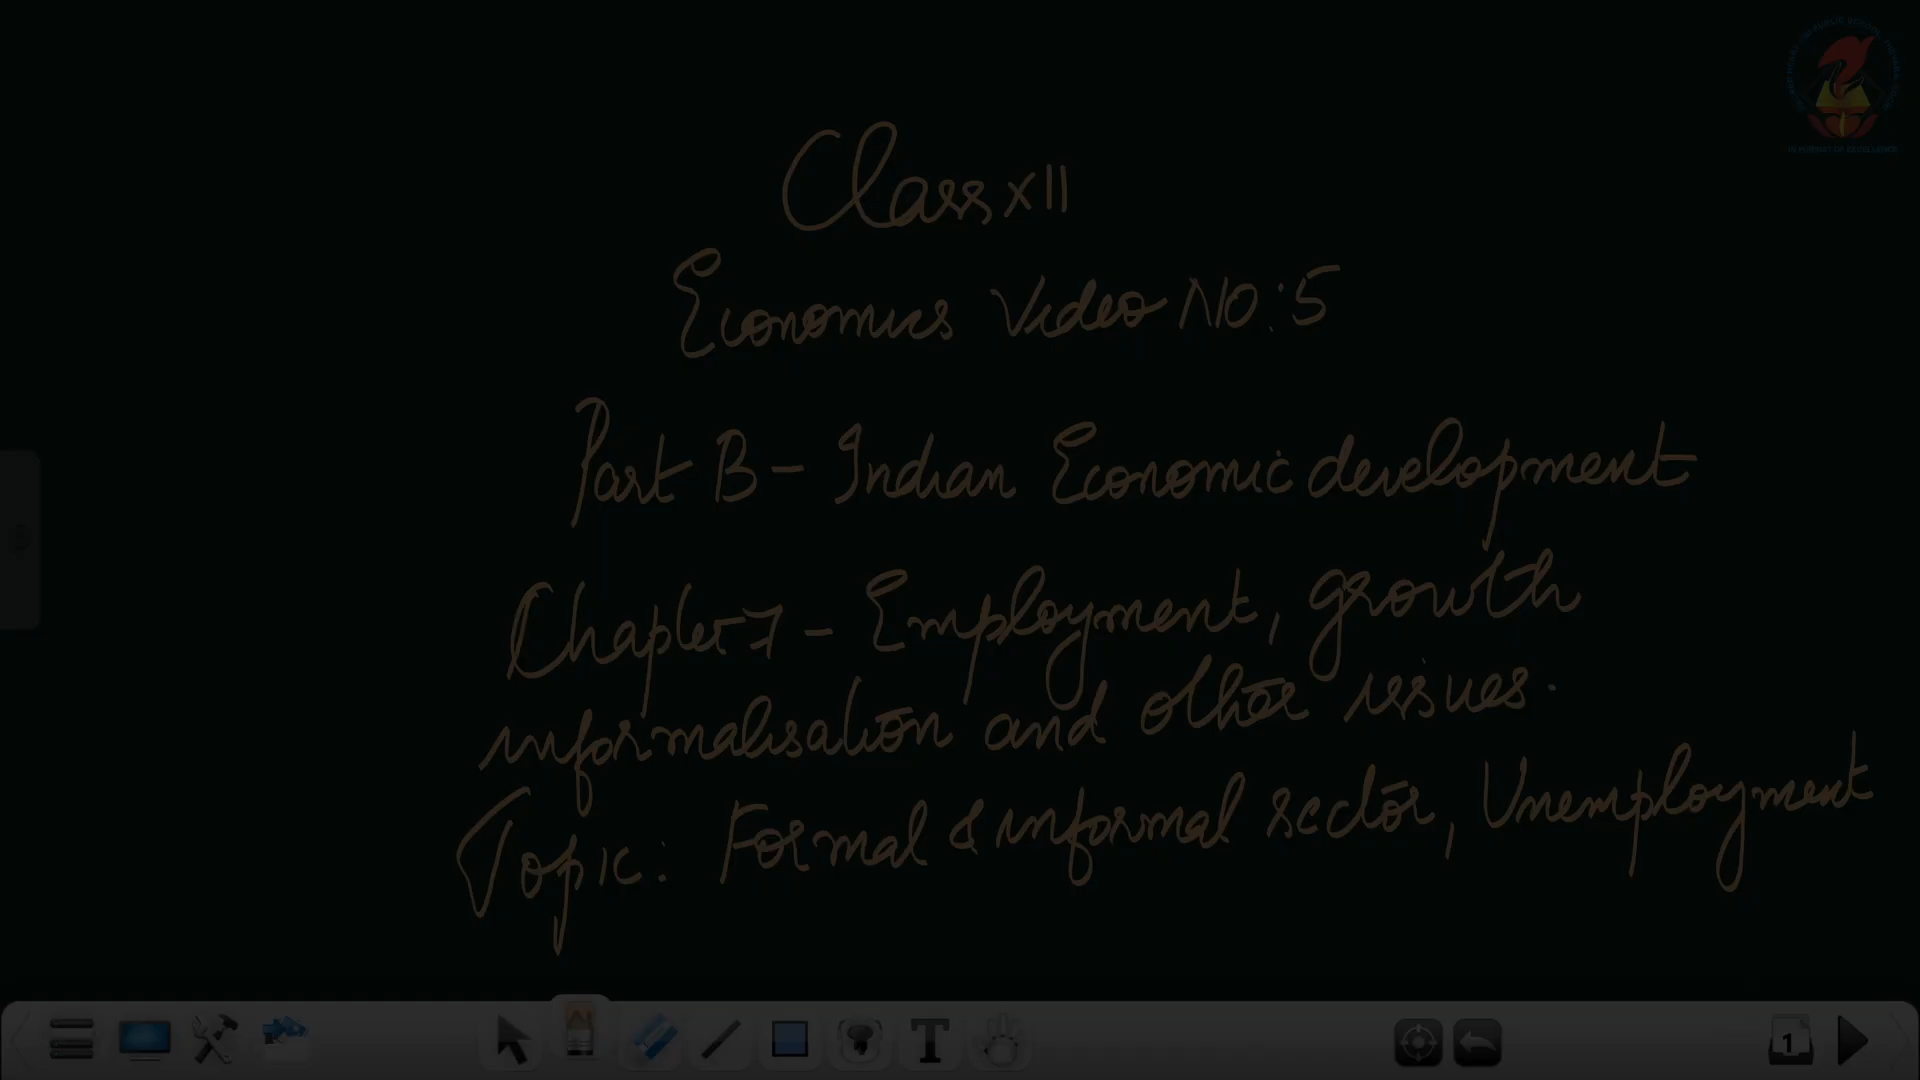 Class XII
Economics Video NO:5
Part B - Indian Economic development
Chapter 7 - Employment, growth
informalisation and other issues.
Topic: Formal & informal sector, Unemployment
T
1